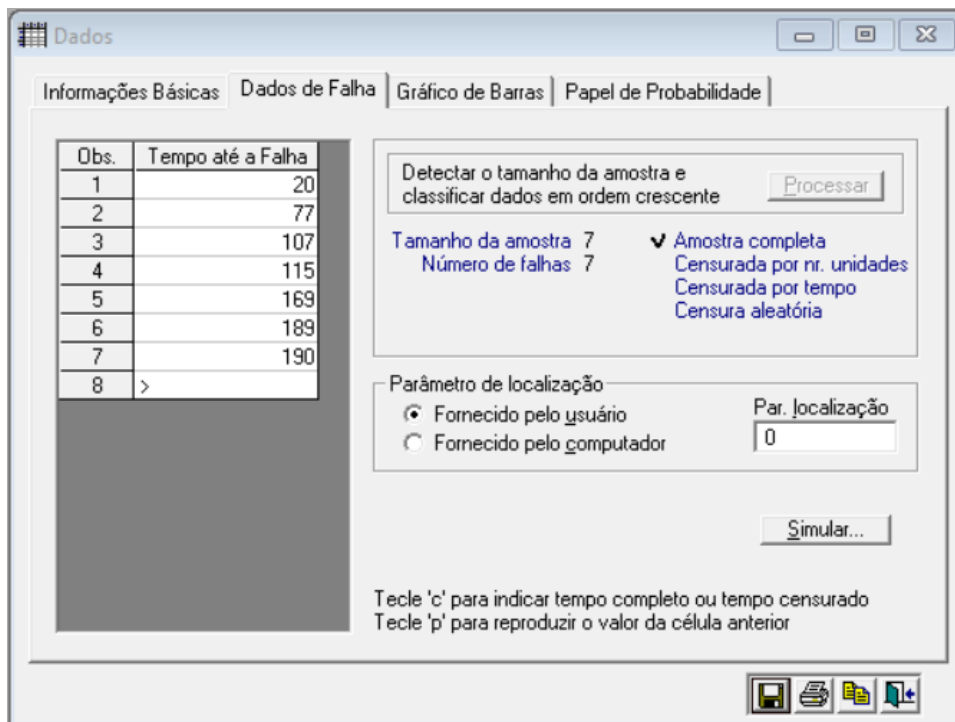 Dados
Informações Básicas Dados de Falha Gráfico de Barras Papel de Probabilidade
Obs. Tempo até a Falha
1 20
2 77
3 107
4 115
5 169
6 189
7 190
8 >
Detectar o tamanho da amostra e
classificar dados em ordem crescente
Processar
Tamanho da amostra 7
Número de falhas 7
Amostra completa
Censurada por nr. unidades
Censurada por tempo
Censura aleatória
Parâmetro de localização
Fornecido pelo usuário
Fornecido pelo computador
Par. localização
0
Simular...
Tecle 'c' para indicar tempo completo ou tempo censurado
Tecle 'p' para reproduzir o valor da célula anterior